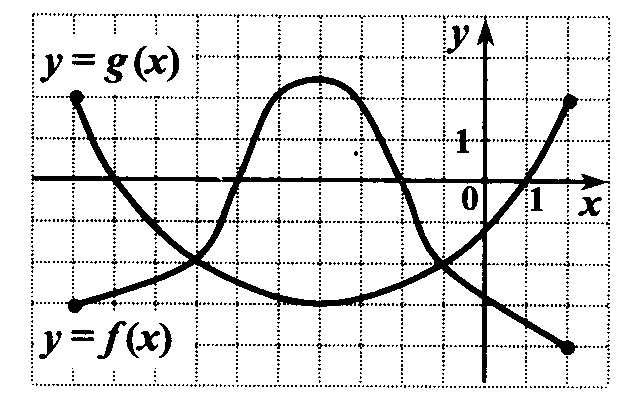 y
y = g(x)
1
0 1 x
y = f(x)